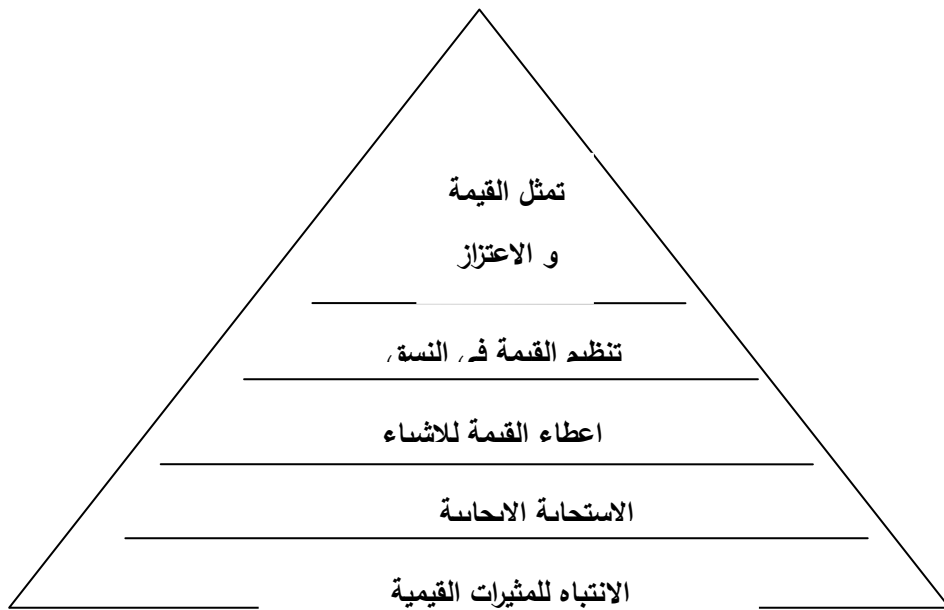 تمثل القيمة
و الاعتزاز
تنظيم القيمة في النسق
اعطاء القيمة للاشياء
الاستجابة الايجابية
الانتباه للمثيرات القيمية